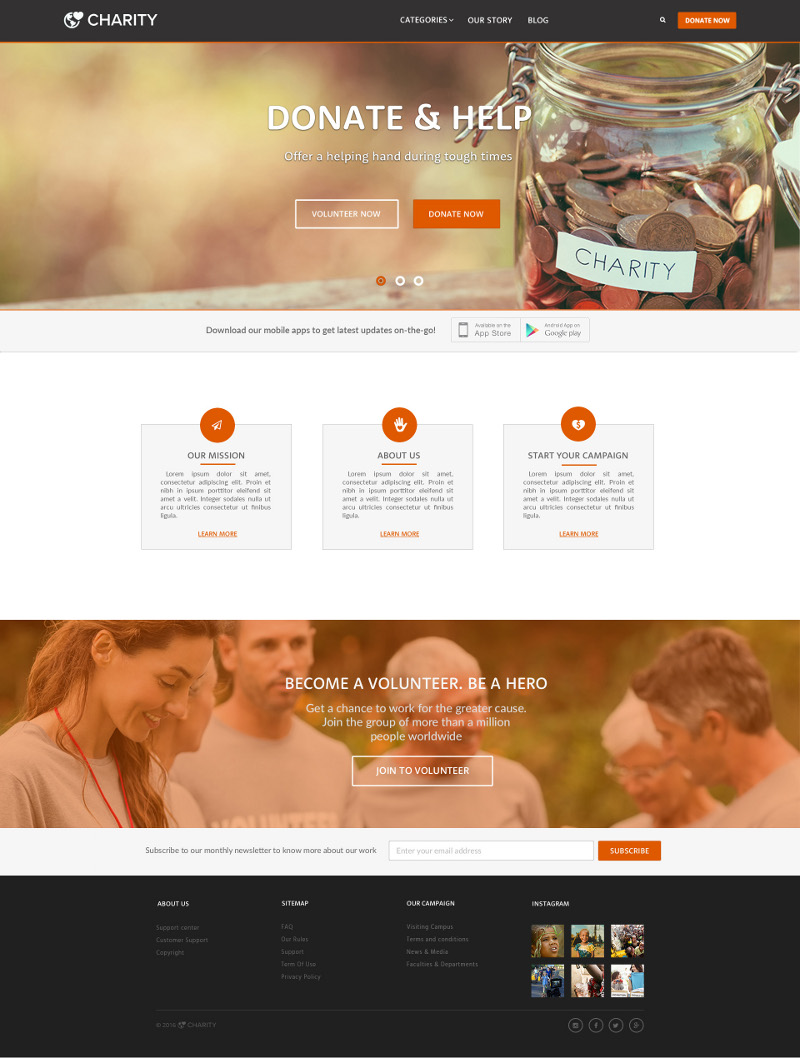 CHARITY
CATEGORIES OUR STORY BLOG
DONATE NOW
DONATE & HELP
Offer a helping hand during tough times
VOLUNTEER NOW DONATE NOW
CHARITY
Download our mobile apps to get latest updates on-the-go!
Available on the
App Store
Android App on
Google play
OUR MISSION
Lorem ipsum dolor sit amet,
consectetur adipiscing elit. Proin et
nibh in ipsum porttitor eleifend sit
amet a velit. Integer sodales nulla ut
arcu ultricies consectetur ut finibus
ligula.
LEARN MORE
ABOUT US
Lorem ipsum dolor sit amet,
consectetur adipiscing elit. Proin et
nibh in ipsum porttitor eleifend sit
amet a velit. Integer sodales nulla ut
arcu ultricies consectetur ut finibus
ligula.
LEARN MORE
START YOUR CAMPAIGN
Lorem ipsum dolor sit amet,
consectetur adipiscing elit. Proin et
nibh in ipsum porttitor eleifend sit
amet a velit. Integer sodales nulla ut
arcu ultricies consectetur ut finibus
ligula.
LEARN MORE
BECOME A VOLUNTEER. BE A HERO
Get a chance to work for the greater cause.
Join the group of more than a million
people worldwide
JOIN TO VOLUNTEER
VOLUNTEER
Subscribe to our monthly newsletter to know more about our work
Enter your email address
SUBSCRIBE
ABOUT US
Support center
Customer Support
Copyright
SITEMAP
FAQ
Our Roles
Support
Term Of Use
Privacy Policy
OUR CAMPAIGN
Visiting Campus
Terms and conditions
News & Media
Faculties & Departments
INSTAGRAM
© 2016 CHARITY